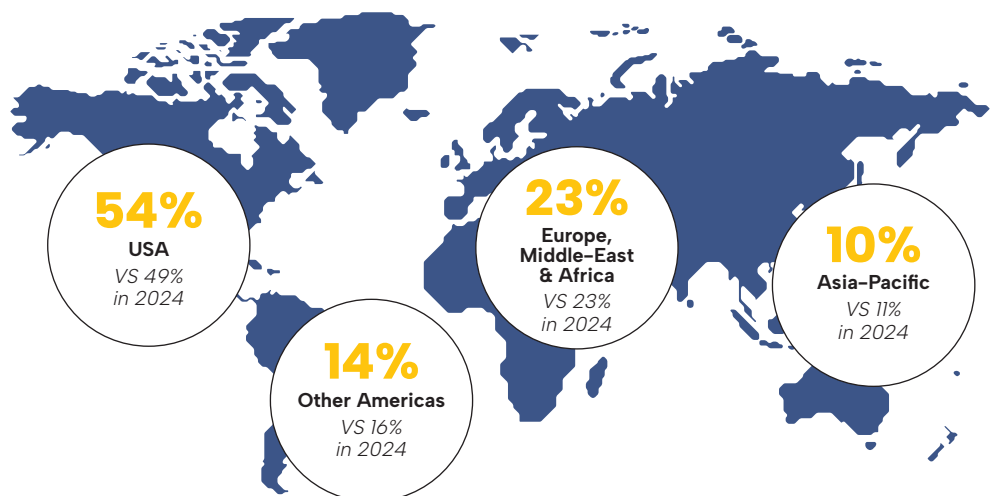 54%
USA
VS 49%
in 2024
23%
Europe,
Middle-East
& Africa
VS 23%
in 2024
10%
Asia-Pacific
VS 11%
in 2024
14%
Other Americas
VS 16%
in 2024